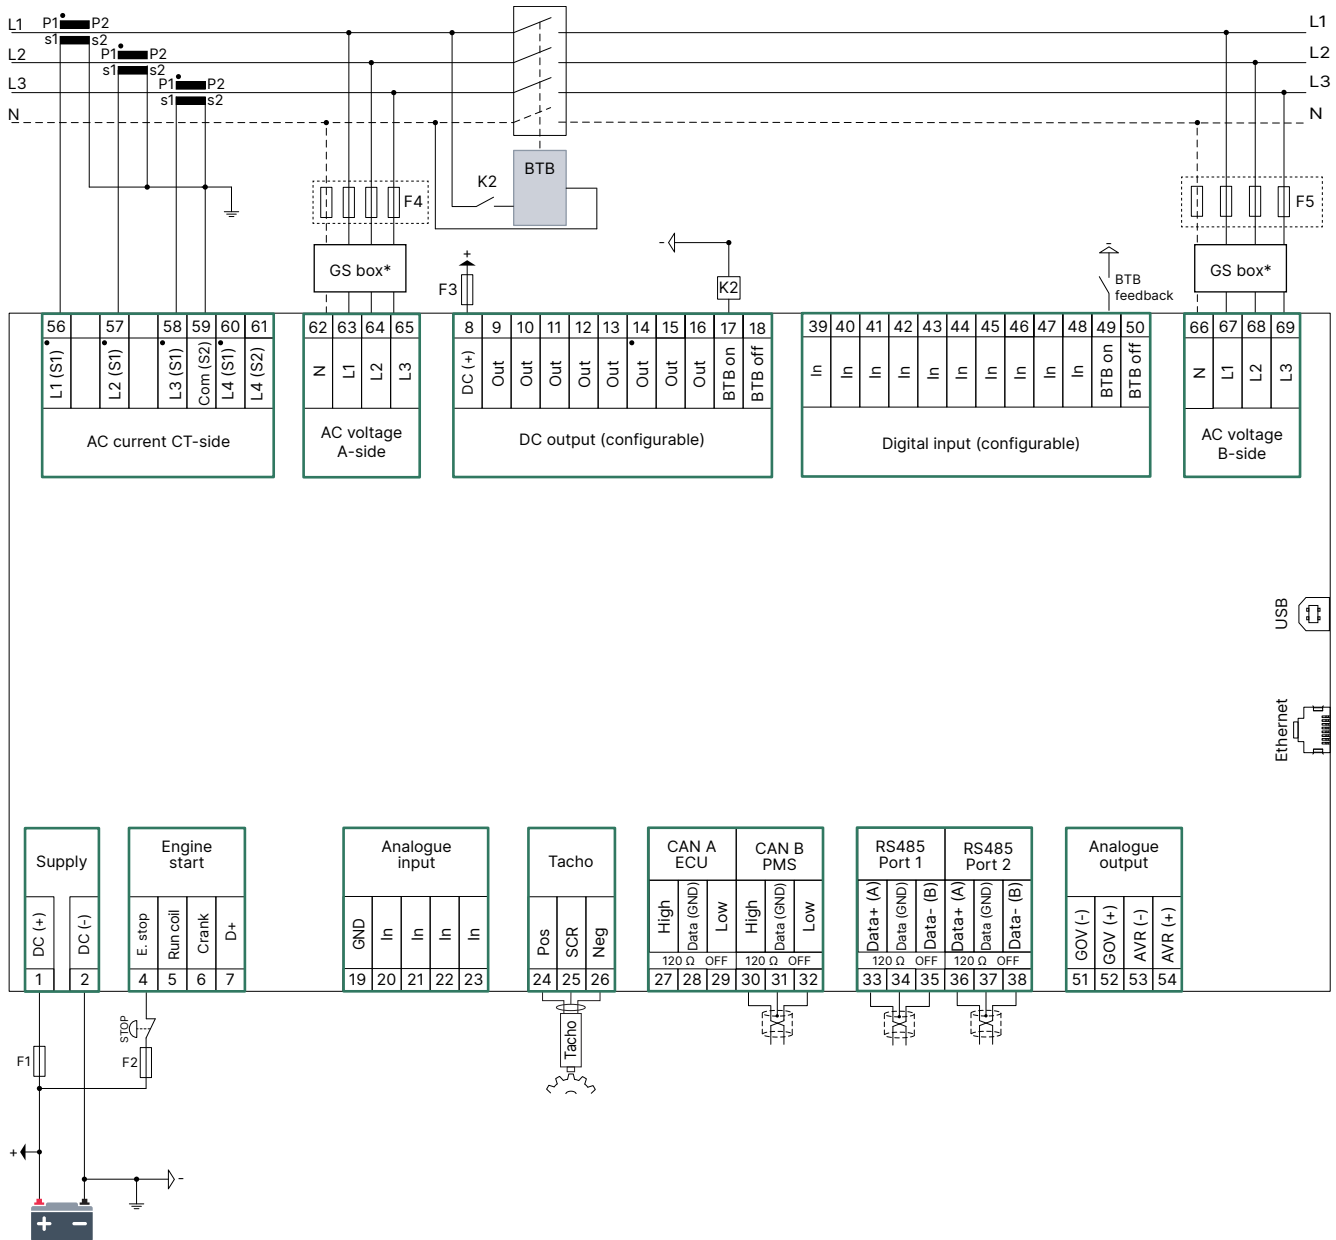 L1 P1 P2 L1
s1 s2
L2 P1 P2 L2
s1 s2
L3 P1 P2 L3
s1 s2
N N
BTB
K2
F4 F5
GS box* GS box*
+
-
-
F3 K2 BTB
feedback
56 57 58 59 60 61
L1 (S1) L2 (S1) L3 (S1) Com (S2) L4 (S1) L4 (S2)
AC current CT-side
62 63 64 65
N L1 L2 L3
AC voltage
A-side
8 9 10 11 12 13 14 15 16 17 18
DC (+) Out Out Out Out Out Out Out Out BTB on BTB off
DC output (configurable)
39 40 41 42 43 44 45 46 47 48 49 50
In In In In In In In In In In BTB on BTB off
Digital input (configurable)
66 67 68 69
N L1 L2 L3
AC voltage
B-side
USB
Ethernet
Supply
DC (+) DC (-)
1 2
Engine
start
E. stop Run coil Crank D+
4 5 6 7
Analogue
input
GND In In In In
19 20 21 22 23
Tacho
Pos SCR Neg
24 25 26
CAN A
ECU
High Data (GND) Low
120 Ω OFF
27 28 29
CAN B
PMS
High Data (GND) Low
120 Ω OFF
30 31 32
RS485
Port 1
Data+ (A) Data (GND) Data- (B)
120 Ω OFF
33 34 35
RS485
Port 2
Data+ (A) Data (GND) Data- (B)
120 Ω OFF
36 37 38
Analogue
output
GOV (-) GOV (+) AVR (-) AVR (+)
51 52 53 54
STOP
F1 F2
Tacho
+
-
+ −